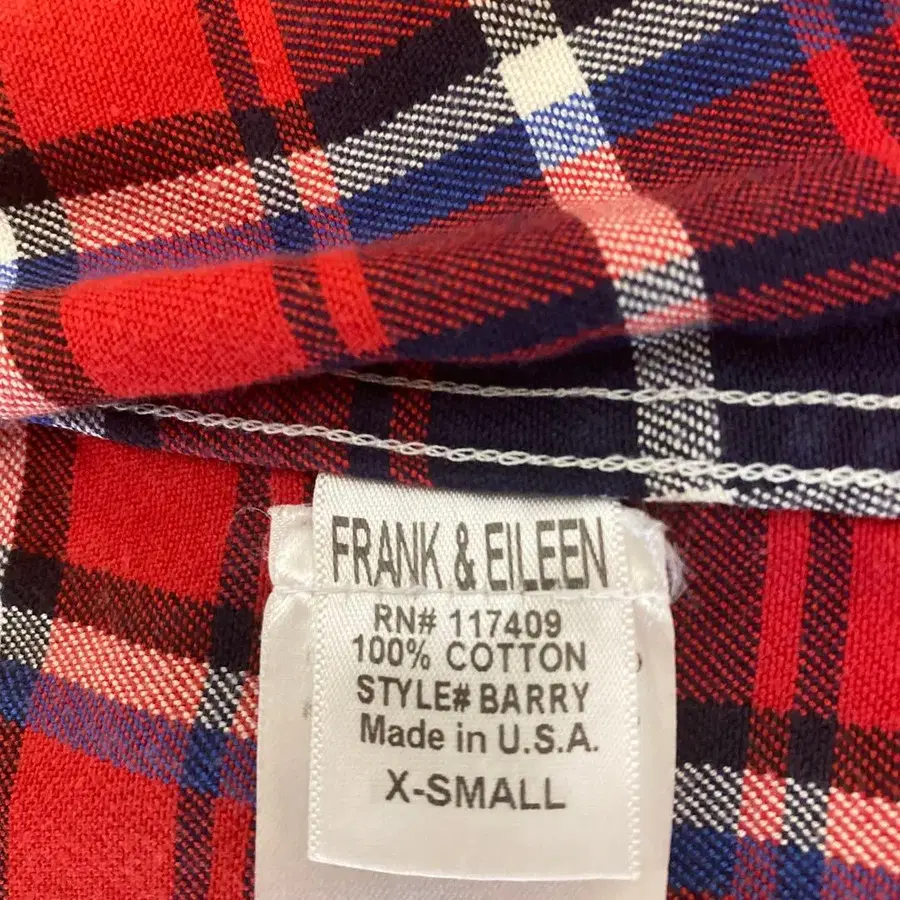 FRANK & EILEEN
RN# 117409
100% COTTON
STYLE# BARRY
Made in U.S.A.
X-SMALL